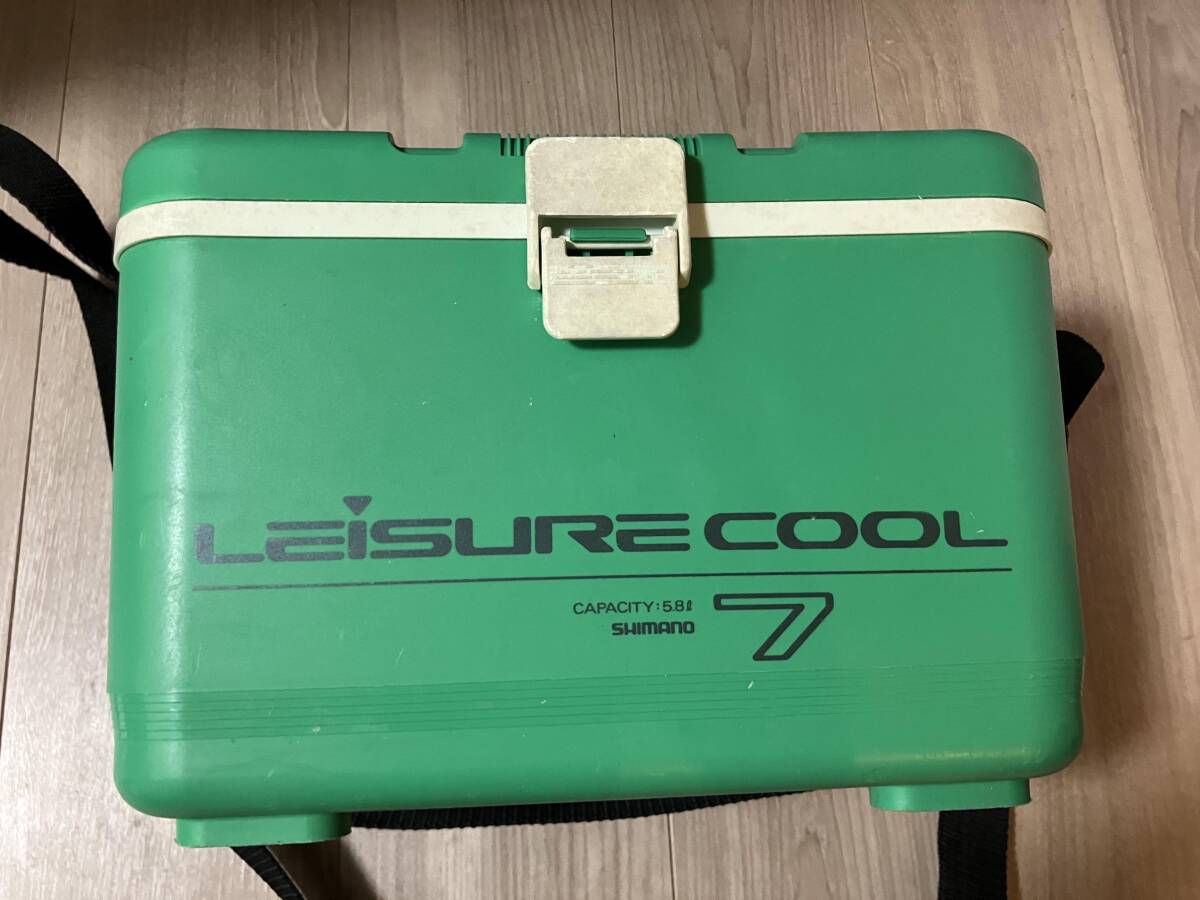 LEiSURE COOL
CAPACITY : 5.8ℓ
SHIMANO
7